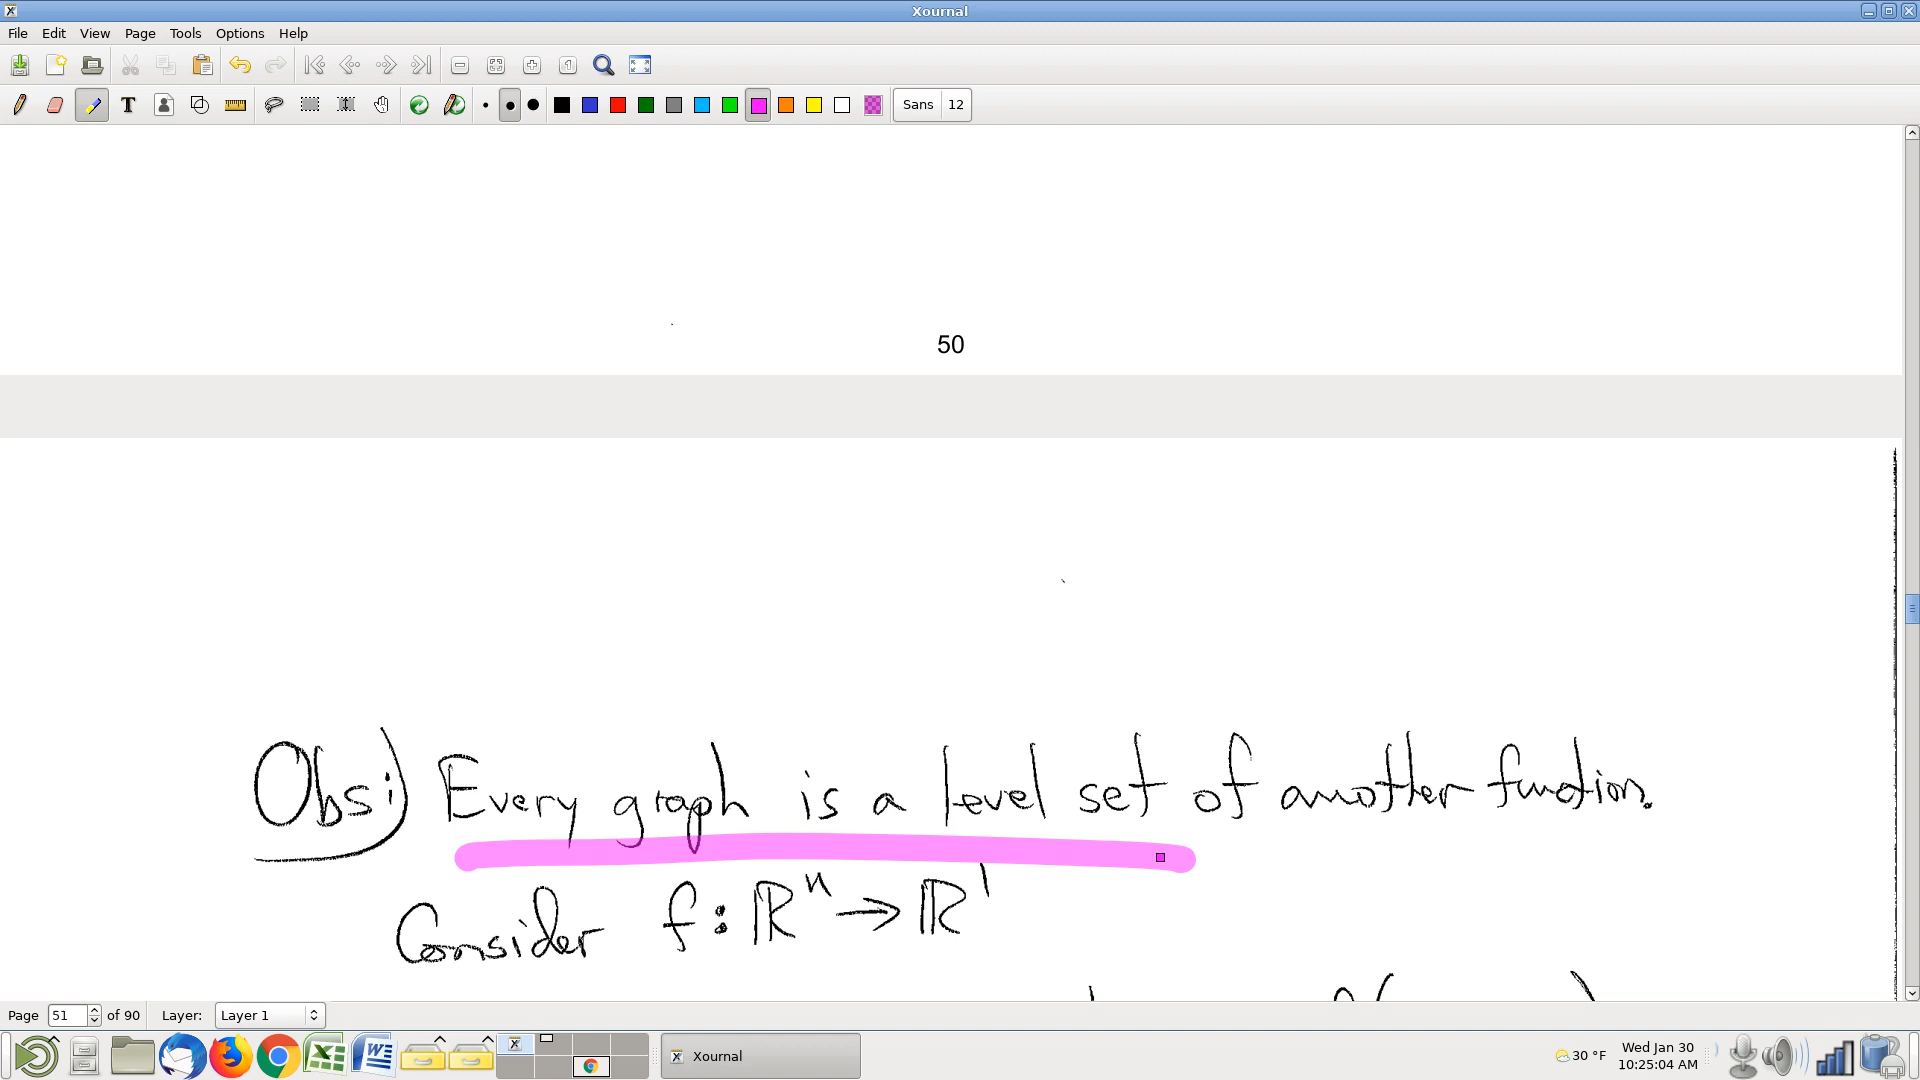 Xournal
File Edit View Page Tools Options Help
Sans 12
50
Obs:) Every graph is a level set of another function.
Consider f: ℝⁿ → ℝ¹
Page 51 of 90 Layer: Layer 1
Xournal
30 °F
Wed Jan 30
10:25:04 AM